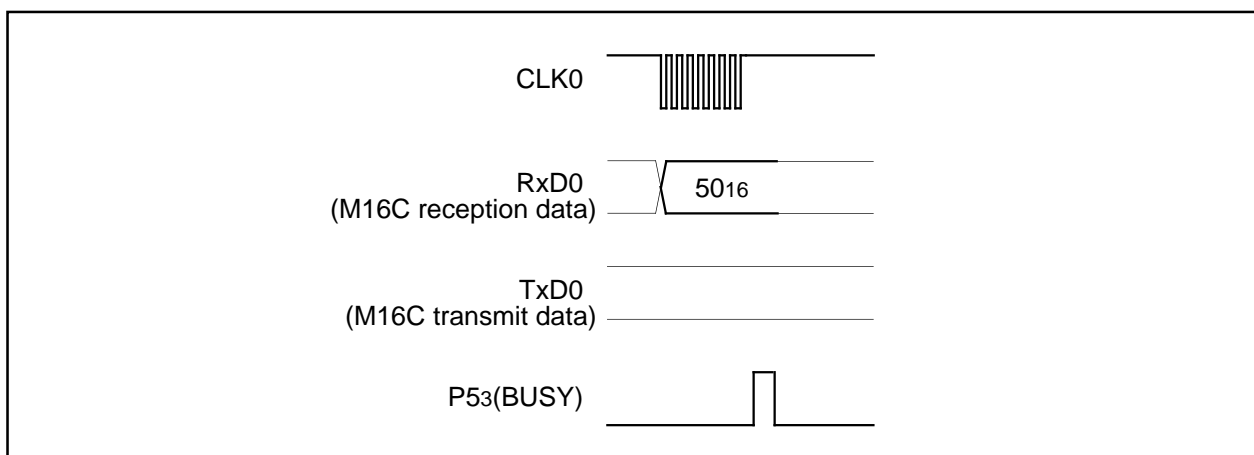 CLK0
RxD0
(M16C reception data)
5016
TxD0
(M16C transmit data)
P53(BUSY)